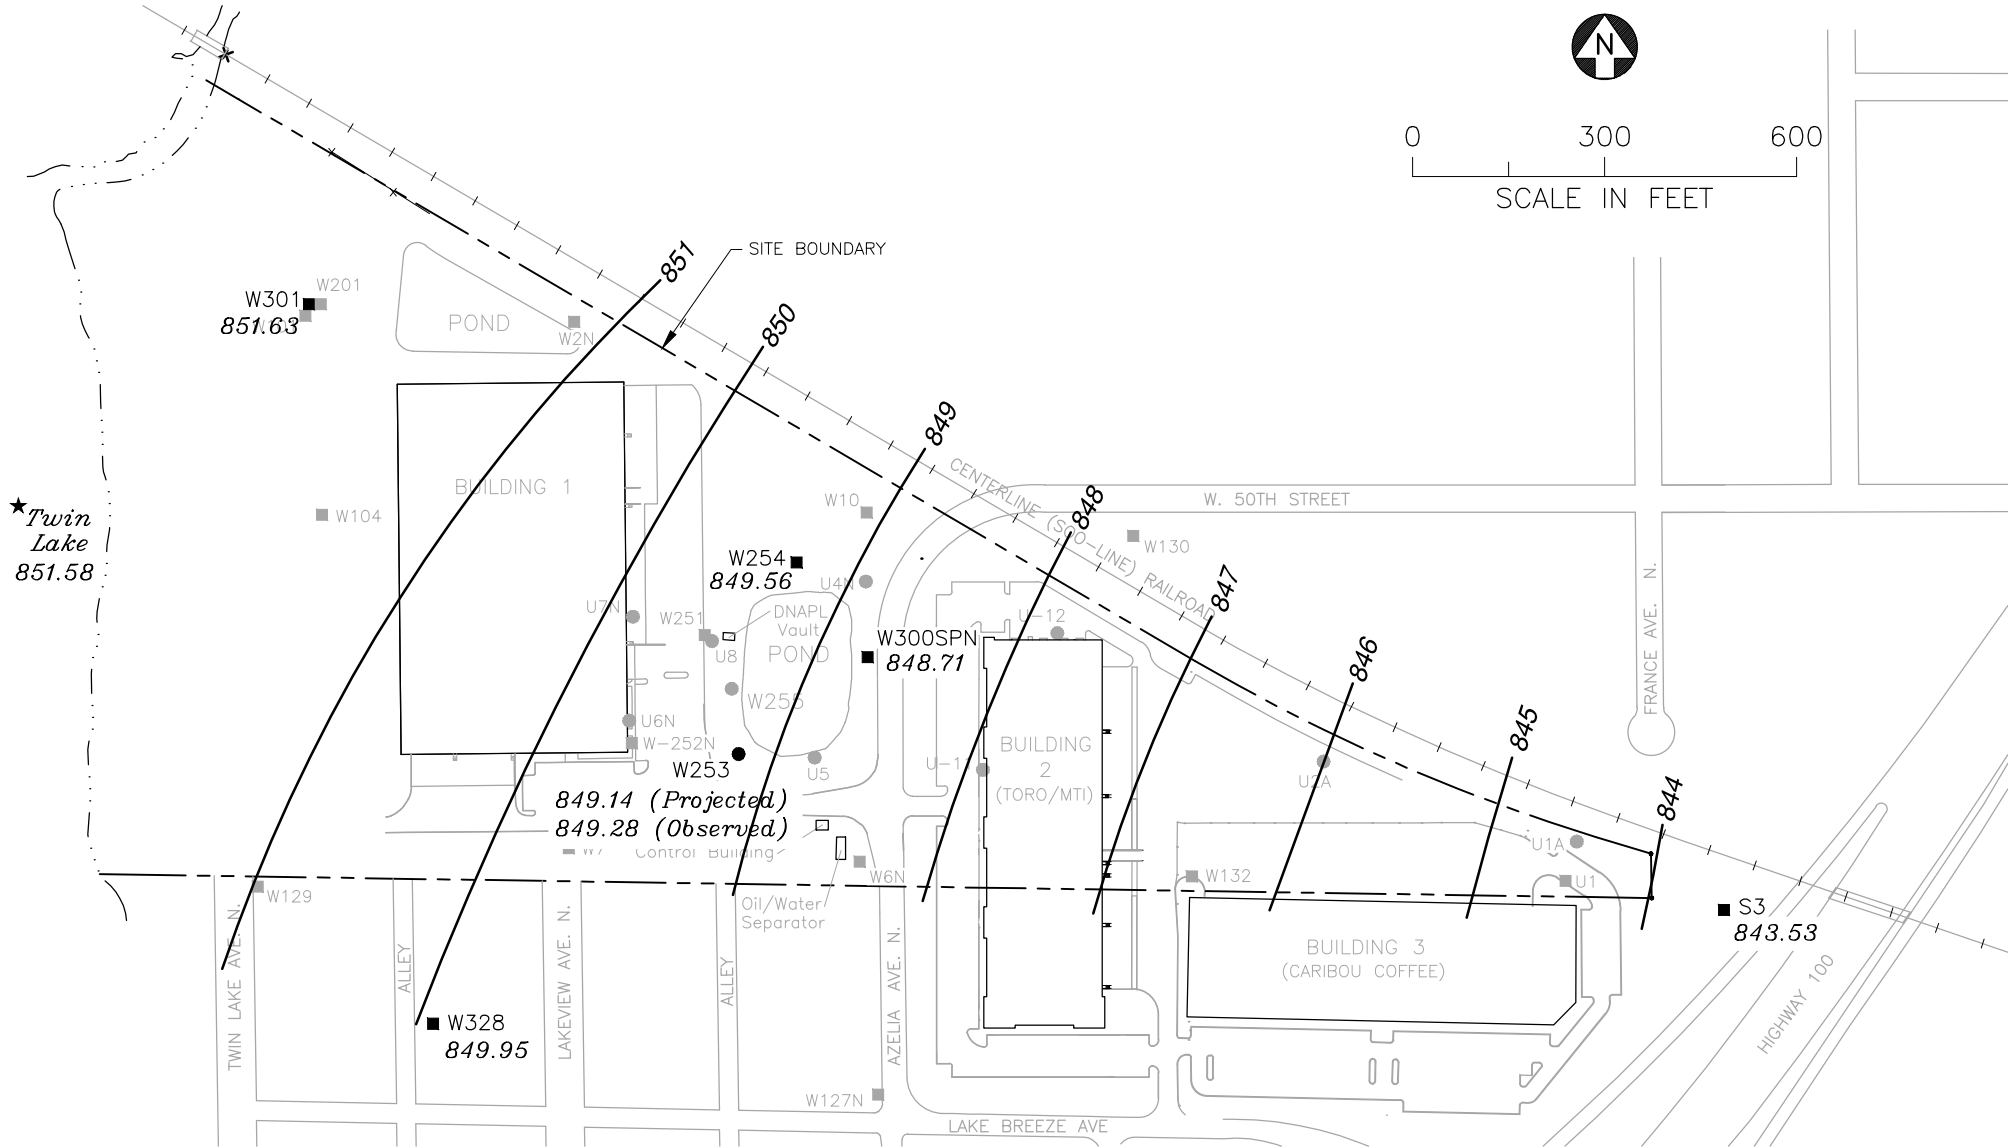 N
0 300 600
SCALE IN FEET
851
SITE BOUNDARY
W201
W301
851.63
POND
W2N
850
849
CENTERLINE (SOO-LINE) RAILROAD
W. 50TH STREET
BUILDING 1
W10
848
W104
Twin
Lake
851.58
W130
W254
849.56
U4N
847
FRANCE AVE. N.
U7N
W251
DNAPL
Vault
U-12
U8
POND
W300SPN
848.71
846
W255
U6N
W-252N
845
W253
U5
U-11
BUILDING
2
(TORO/MTI)
U2A
849.14 (Projected)
849.28 (Observed)
844
W7
Control Building
U1A
W6N
W132
U1
W129
Oil/Water
Separator
S3
843.53
TWIN LAKE AVE. N.
ALLEY
LAKEVIEW AVE. N.
ALLEY
AZELIA AVE. N.
BUILDING 3
(CARIBOU COFFEE)
HIGHWAY 100
W328
849.95
W127N
LAKE BREEZE AVE